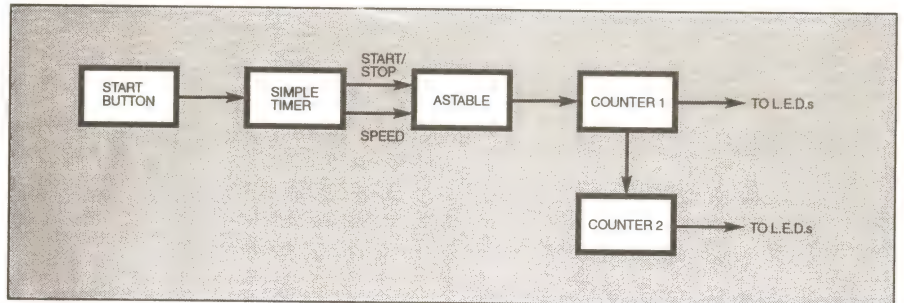 START
BUTTON
SIMPLE
TIMER
START/
STOP
SPEED
ASTABLE
COUNTER 1
TO L.E.D.s
COUNTER 2
TO L.E.D.s